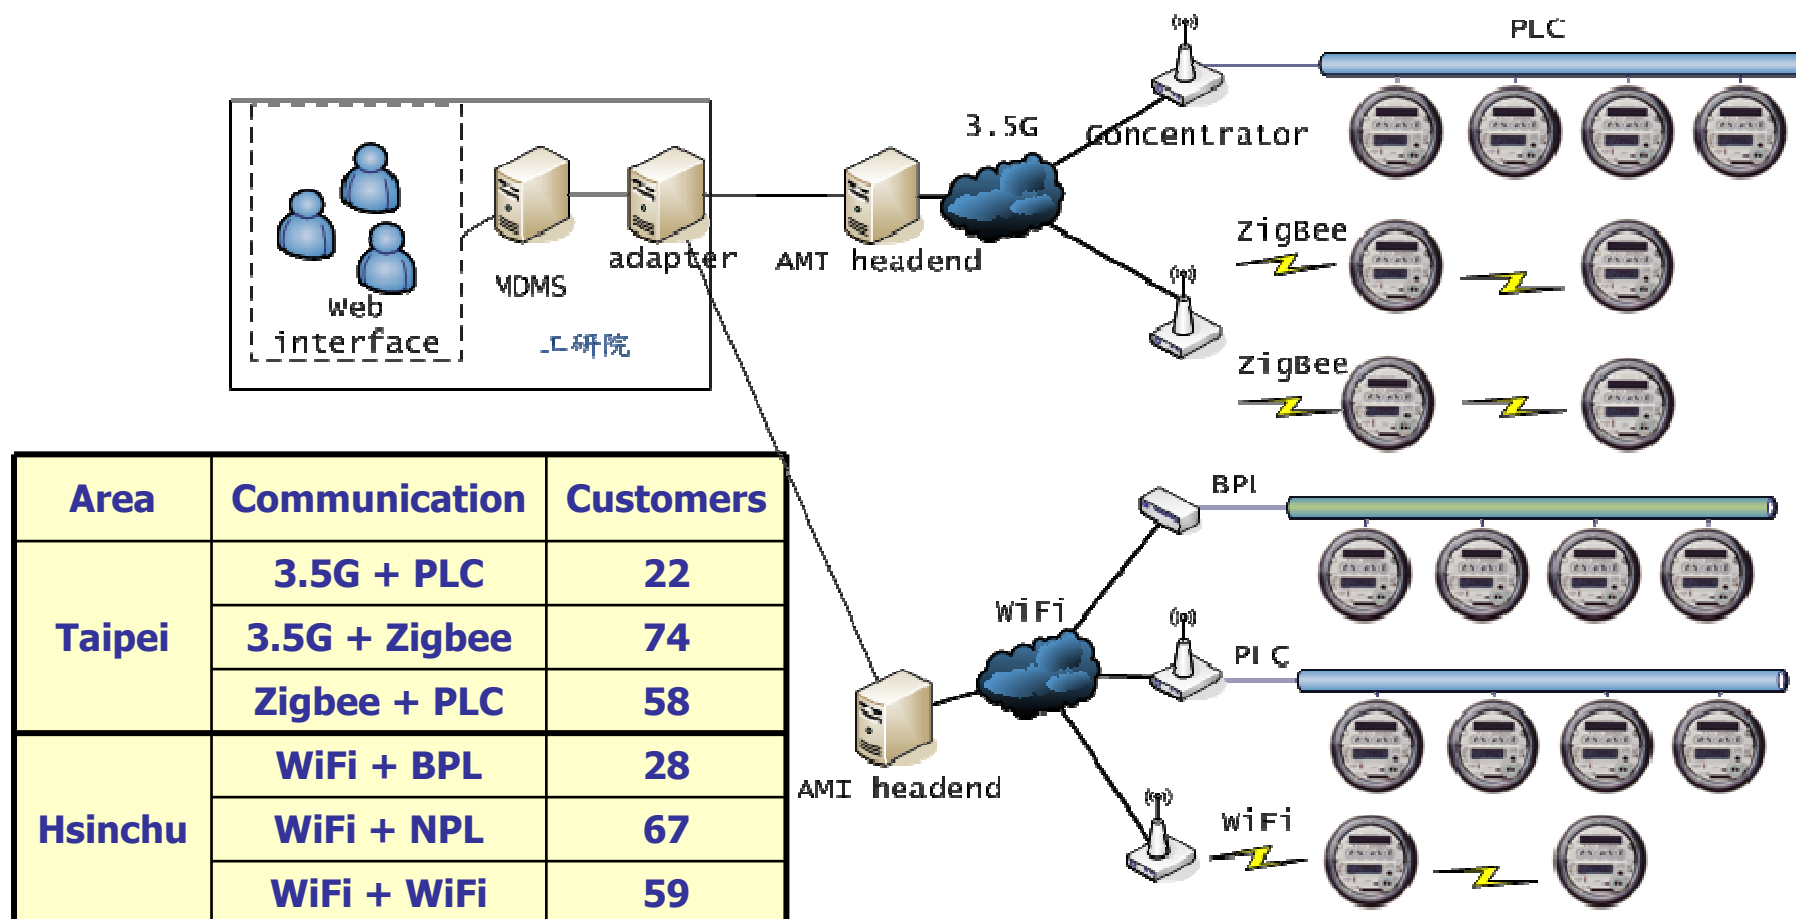 PLC
3.5G
Concentrator
ZigBee
adapter
AMI headend
MDMS
Web
interface
工研院
ZigBee
Area Communication Customers
Taipei
3.5G + PLC 22
3.5G + Zigbee 74
Zigbee + PLC 58
Hsinchu
WiFi + BPL 28
WiFi + NPL 67
WiFi + WiFi 59
BPL
WiFi
PLC
AMI headend
WiFi